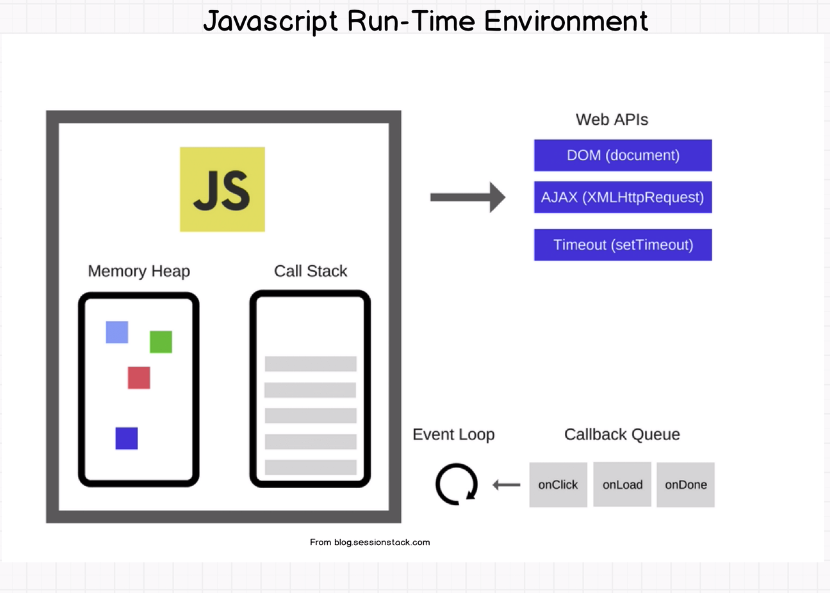 Javascript Run-Time Environment
JS
Memory Heap
Call Stack
Web APIs
DOM (document)
AJAX (XMLHttpRequest)
Timeout (setTimeout)
Event Loop
Callback Queue
onClick
onLoad
onDone
From blog.sessionstack.com